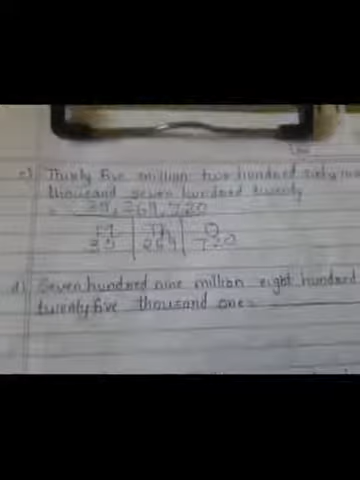 c) Thirty five million two hundred sixty
thousand seven hundred twenty
= 35,269,720
M Th O
35 269 720
d) Seven hundred nine million eight hundred
twenty five thousand one =